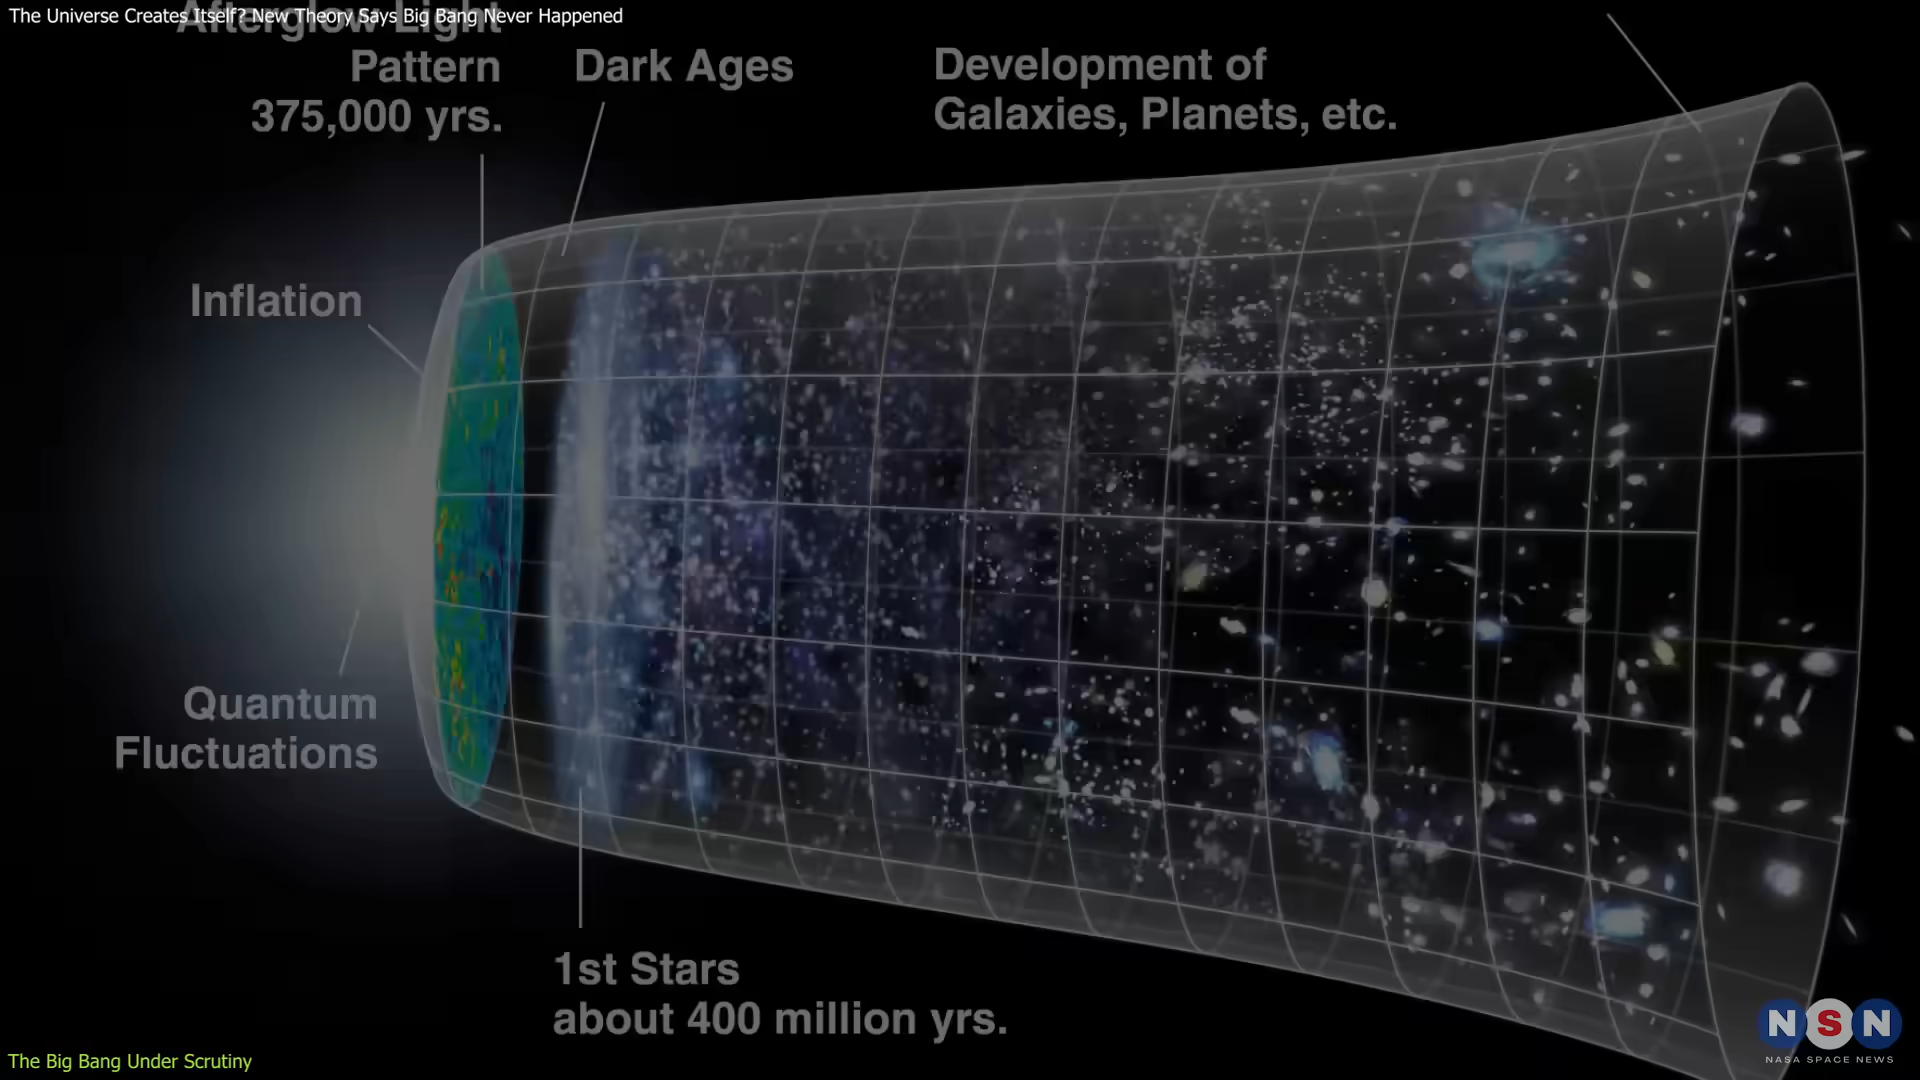 The Universe Creates Itself? New Theory Says Big Bang Never Happened
Afterglow Light
Pattern
375,000 yrs.
Dark Ages
Development of
Galaxies, Planets, etc.
Inflation
Quantum
Fluctuations
1st Stars
about 400 million yrs.
The Big Bang Under Scrutiny
NSN
NASA SPACE NEWS